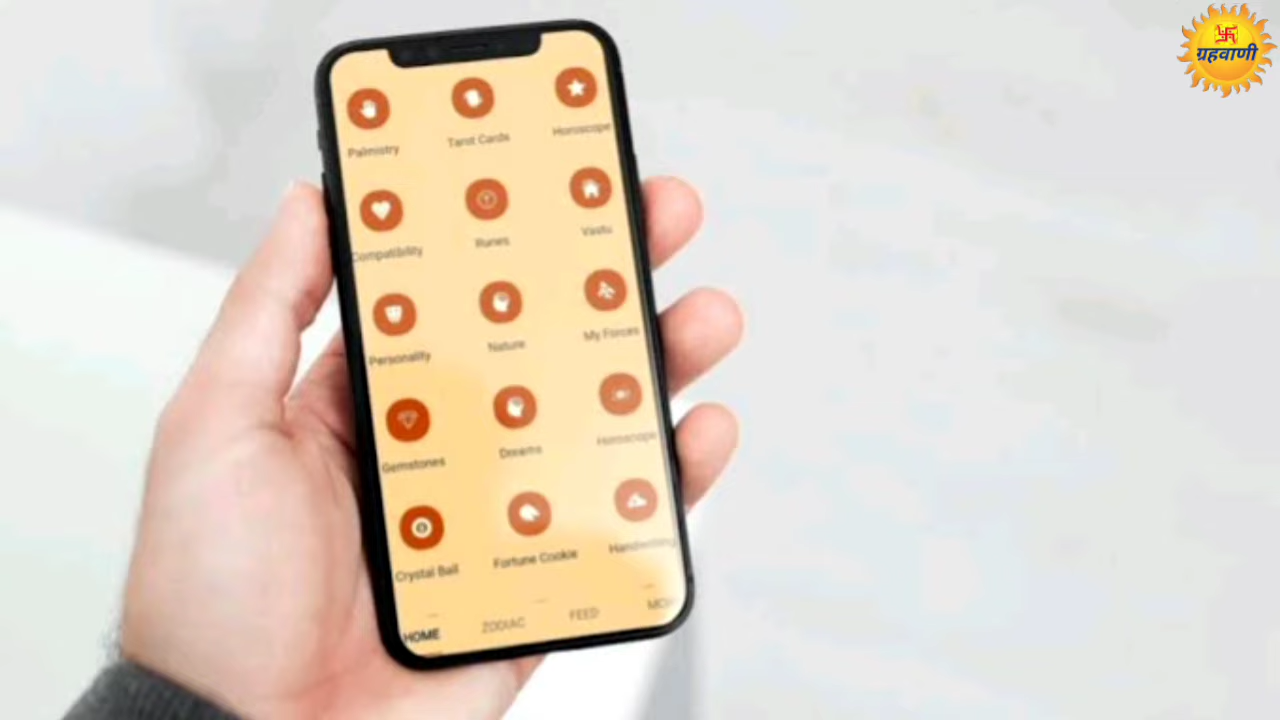 ग्रहवाणी
Palmistry
Tarot Cards
Horoscope
Compatibility
Runes
Vastu
Personality
Nature
My Forces
Gemstones
Dreams
Horoscope
Crystal Ball
Fortune Cookie
Handwriting
HOME
ZODIAC
FEED